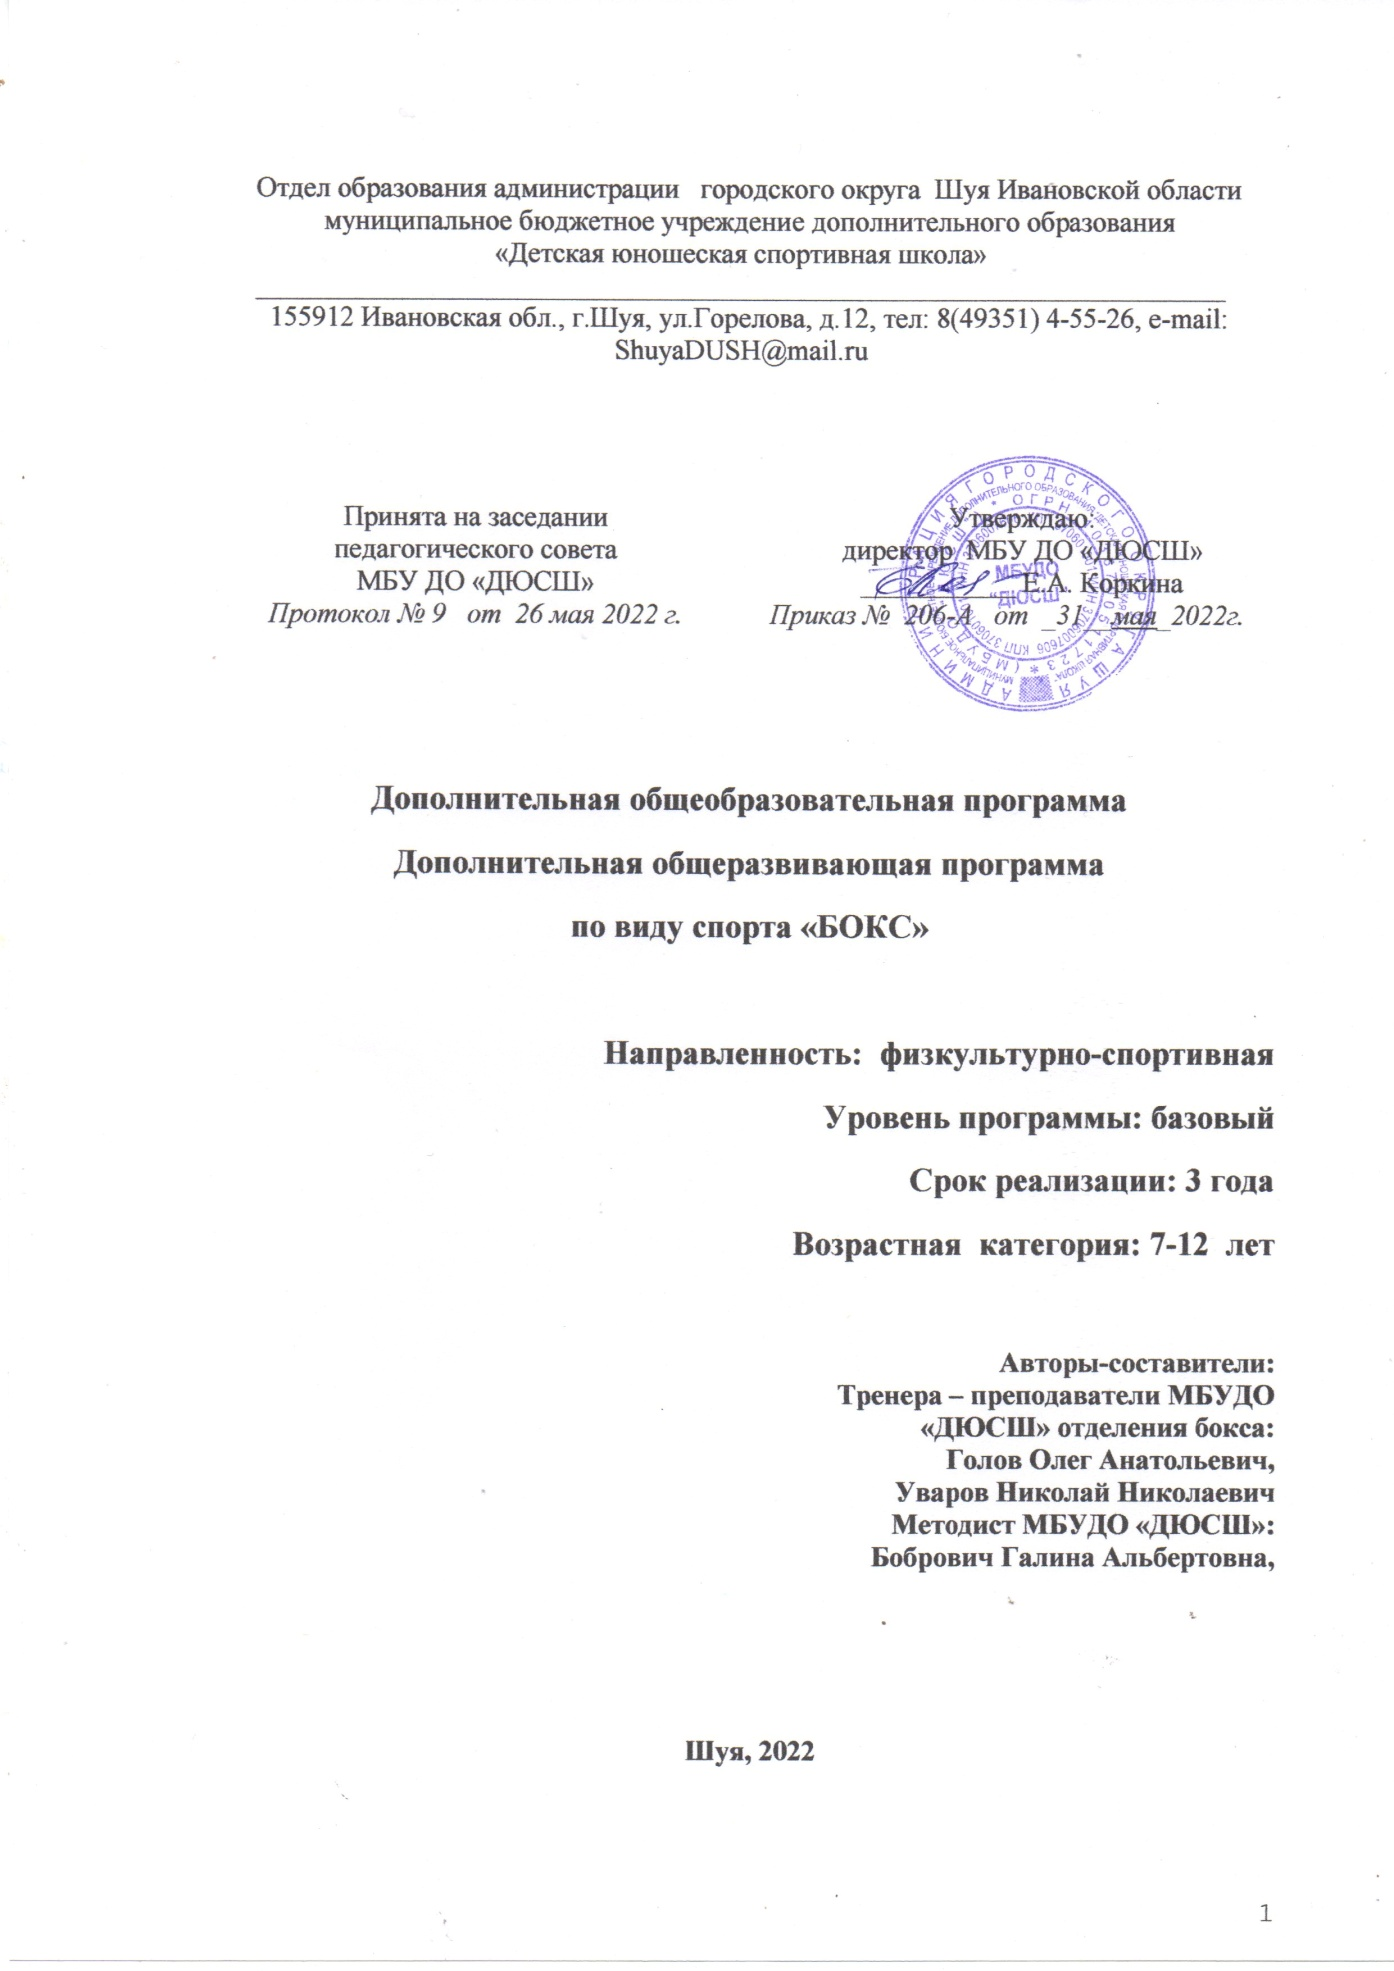 Отдел образования администрации городского округа Шуя Ивановской области
муниципальное бюджетное учреждение дополнительного образования
«Детская юношеская спортивная школа»
155912 Ивановская обл., г.Шуя, ул.Горелова, д.12, тел: 8(49351) 4-55-26, e-mail:
ShuyaDUSH@mail.ru
Принята на заседании
педагогического совета
МБУ ДО «ДЮСШ»
Протокол № 9 от 26 мая 2022 г.
Утверждаю:
директор МБУ ДО «ДЮСШ»
Е.А. Коркина
Приказ № 206-А от _31_ _мая_2022г.
МБУДО
"ДЮСШ"
Дополнительная общеобразовательная программа
Дополнительная общеразвивающая программа
по виду спорта «БОКС»
Направленность: физкультурно-спортивная
Уровень программы: базовый
Срок реализации: 3 года
Возрастная категория: 7-12 лет
Авторы-составители:
Тренера – преподаватели МБУДО
«ДЮСШ» отделения бокса:
Голов Олег Анатольевич,
Уваров Николай Николаевич
Методист МБУДО «ДЮСШ»:
Бобрович Галина Альбертовна,
Шуя, 2022
1